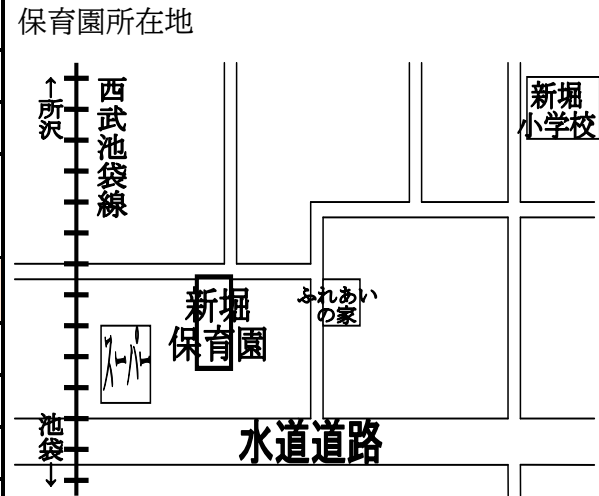 保育園所在地
←所沢
西武池袋線
新堀
小学校
新堀
保育園
ふれあい
の家
スーパー
池袋→
水道道路